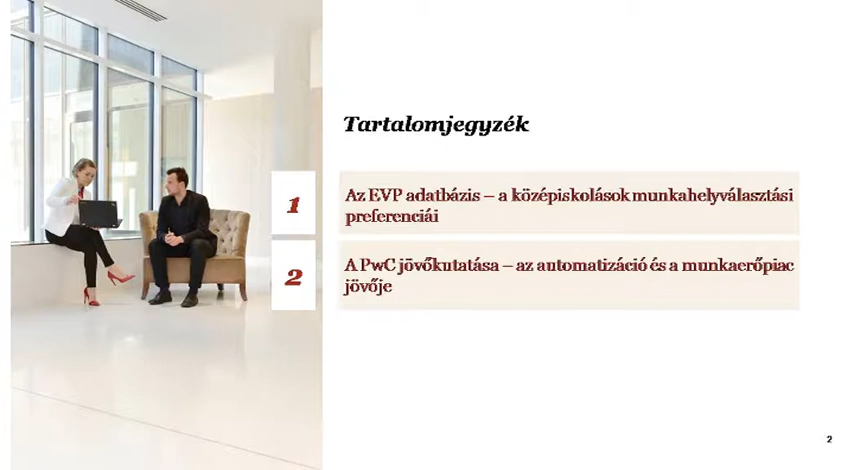 Tartalomjegyzék
1
Az EVP adatbázis – a középiskolások munkahelyválasztási
preferenciái
2
A PwC jövőkutatása – az automatizáció és a munkaerőpiac
jövője
2